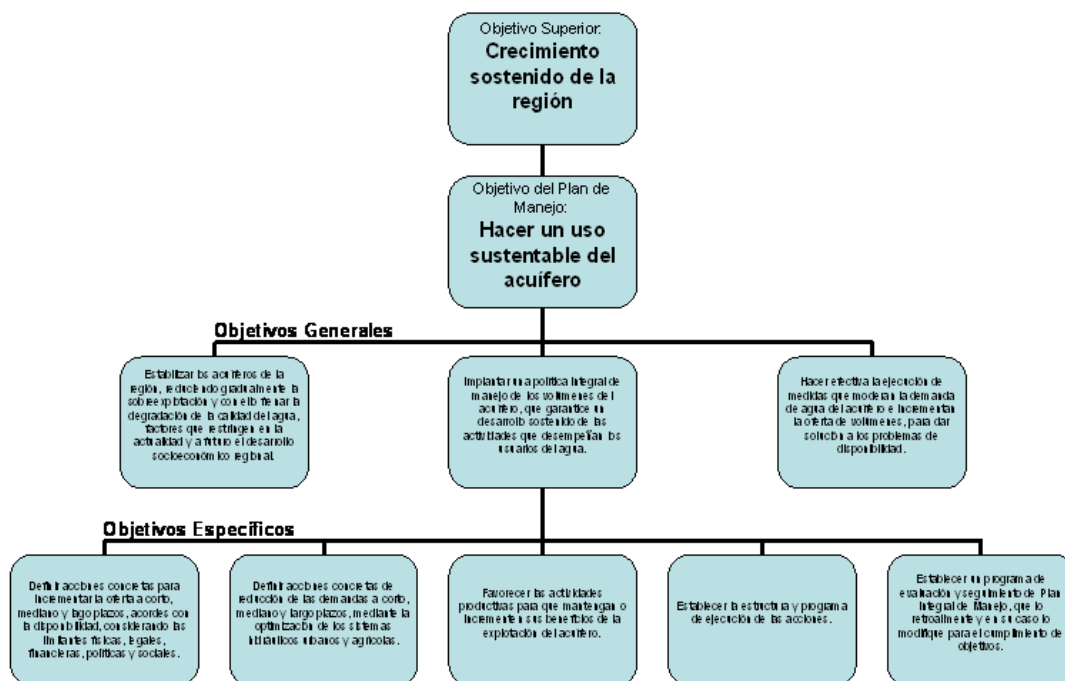 Objetivo Superior:
Crecimiento
sostenido de la
región
Objetivo del Plan de
Manejo:
Hacer un uso
sustentable del
acuífero
Objetivos Generales
Estabilizar los acuíferos de la
región, reduciendo gradualmente la
sobreexplotación y con ello frenar la
degradación de la calidad del agua,
factores que restringen en la
actualidad y a futuro el desarrollo
socioeconómico regional.
Implantar una política integral de
manejo de los volúmenes del
acuífero, que garantice un
desarrollo sostenido de las
actividades que desempeñan los
usuarios del agua.
Hacer efectiva la ejecución de
medidas que moderan la demanda
de agua del acuífero e incrementan
la oferta de volúmenes, para dar
solución a los problemas de
disponibilidad.
Objetivos Específicos
Definir acciones concretas para
incrementar la oferta a corto,
mediano y lago plazos, acordes con
la disponibilidad, considerando las
limitantes físicas, legales,
financieras, políticas y sociales.
Definir acciones concretas de
reducción de las demandas a corto,
mediano y largo plazos, mediante la
optimización de los sistemas
hidráulicos urbanos y agrícolas.
Favorecer las actividades
productivas para que mantengan o
incrementen sus beneficios de la
explotación del acuífero.
Establecer la estructura y programa
de ejecución de las acciones.
Establecer un programa de
evaluación y seguimiento de Plan
Integral de Manejo, que lo
retroalimente y en su caso lo
modifique para el cumplimiento de
objetivos.